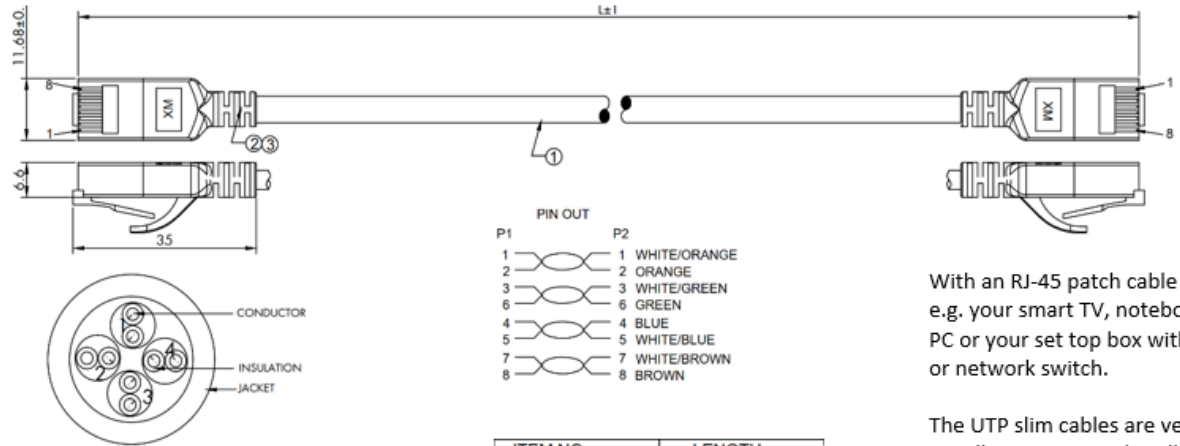 L±1
11.68±0.
8
1
XM
②③
①
XM
1
8
6.6
35
PIN OUT
P1 P2
1 1 WHITE/ORANGE
2 2 ORANGE
3 3 WHITE/GREEN
6 6 GREEN
4 4 BLUE
5 5 WHITE/BLUE
7 7 WHITE/BROWN
8 8 BROWN
CONDUCTOR
INSULATION
JACKET
1
2
3
4
With an RJ-45 patch cable
e.g. your smart TV, notebo
PC or your set top box with
or network switch.
The UTP slim cables are ve
ITEM NO LENGTH